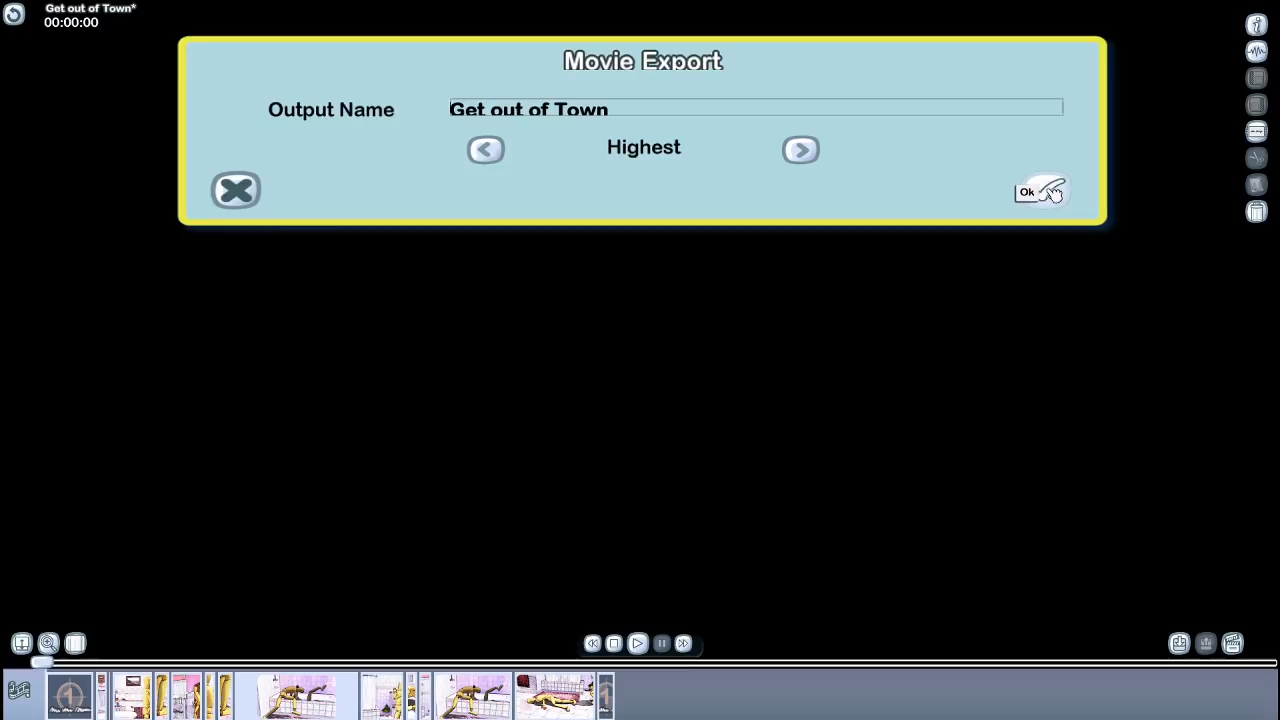 Get out of Town*
00:00:00
Movie Export
Output Name
Get out of Town
Highest
Ok